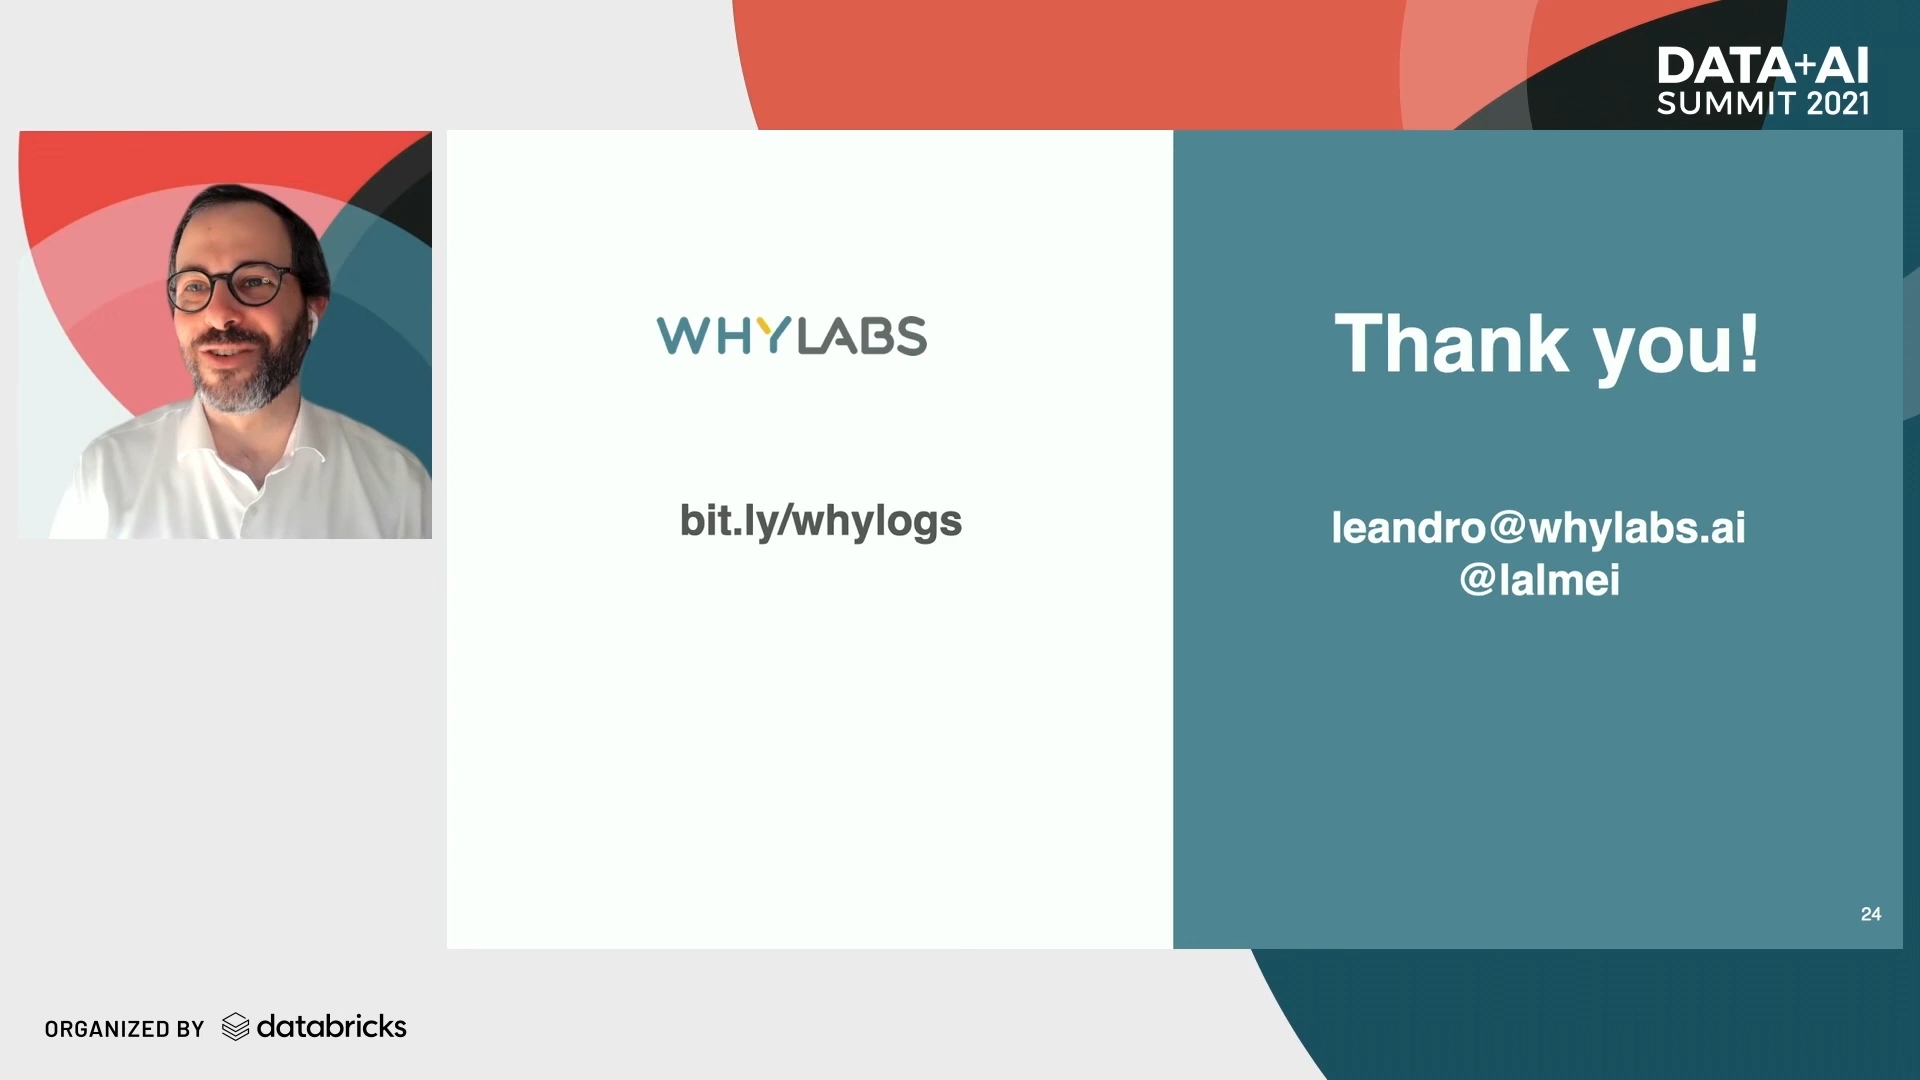 DATA+AI
SUMMIT 2021
WHYLABS
bit.ly/whylogs
Thank you!
leandro@whylabs.ai
@lalmei
24
ORGANIZED BY databricks